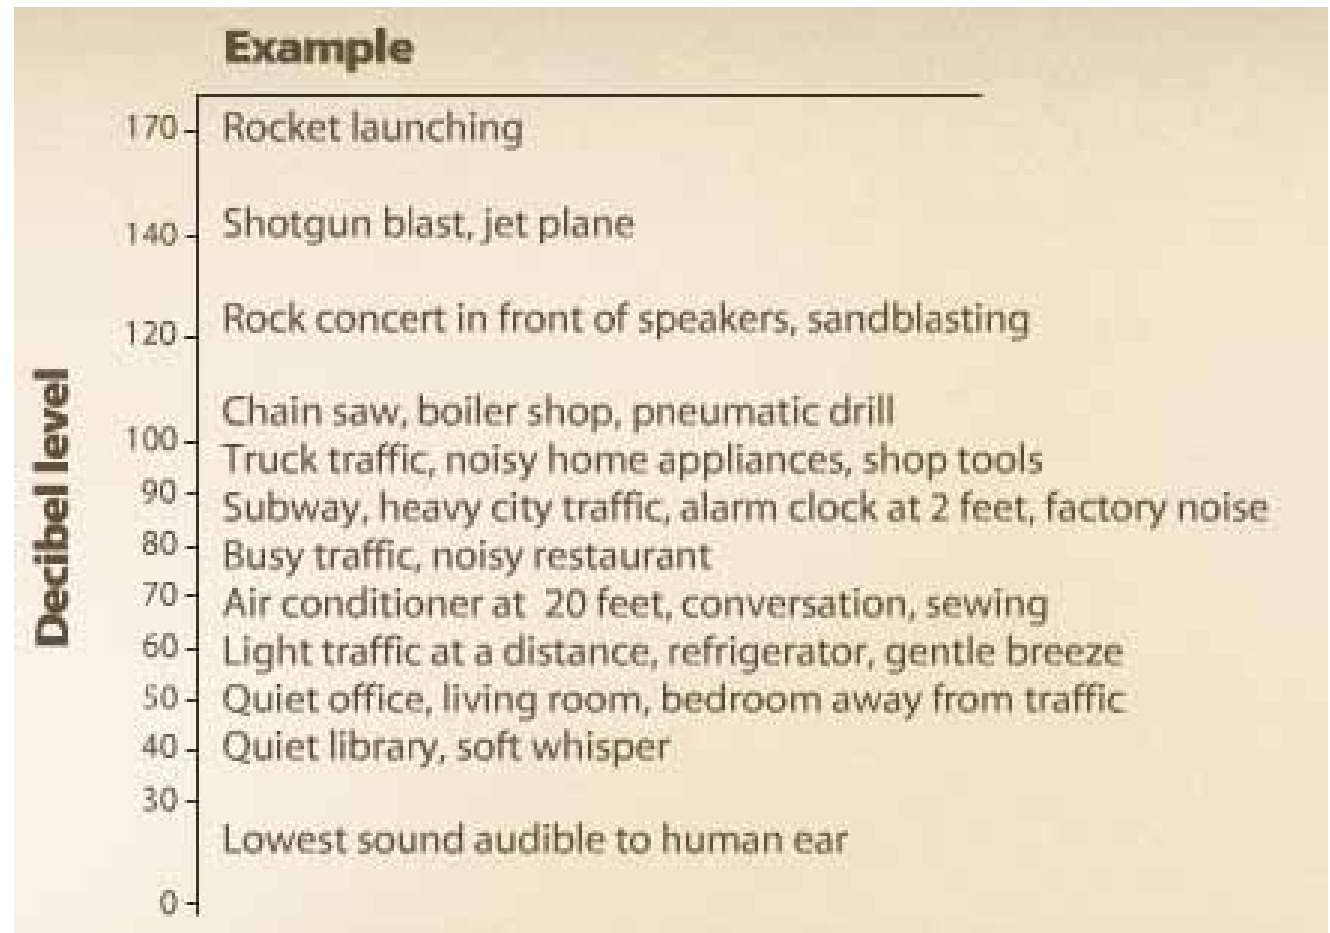 Example
170 Rocket launching
140 Shotgun blast, jet plane
120 Rock concert in front of speakers, sandblasting
Chain saw, boiler shop, pneumatic drill
100
Truck traffic, noisy home appliances, shop tools
90
Subway, heavy city traffic, alarm clock at 2 feet, factory noise
80
Busy traffic, noisy restaurant
70
Air conditioner at 20 feet, conversation, sewing
60 Light traffic at a distance, refrigerator, gentle breeze
50 Quiet office, living room, bedroom away from traffic
40 Quiet library, soft whisper
30
Lowest sound audible to human ear
0
Decibel level